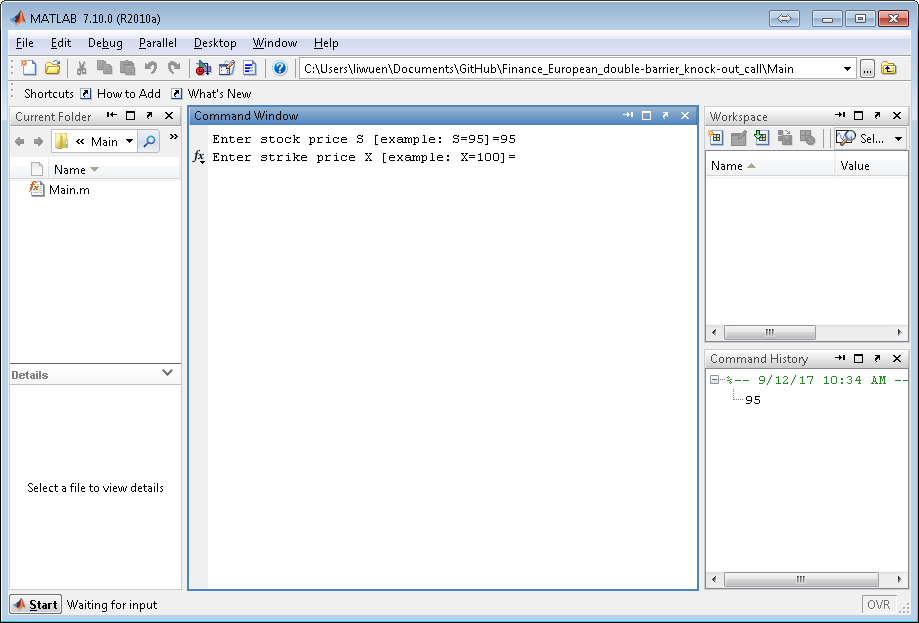 MATLAB 7.10.0 (R2010a)
File Edit Debug Parallel Desktop Window Help
C:\Users\liwuen\Documents\GitHub\Finance_European_double-barrier_knock-out_call\Main
...
Shortcuts How to Add What's New
Current Folder
« Main
»
Name
Main.m
Details
Select a file to view details
Command Window
Enter stock price S [example: S=95]=95
fx Enter strike price X [example: X=100]=
Workspace
Sel...
Name Value
Command History
%-- 9/12/17 10:34 AM --
95
Start Waiting for input
OVR